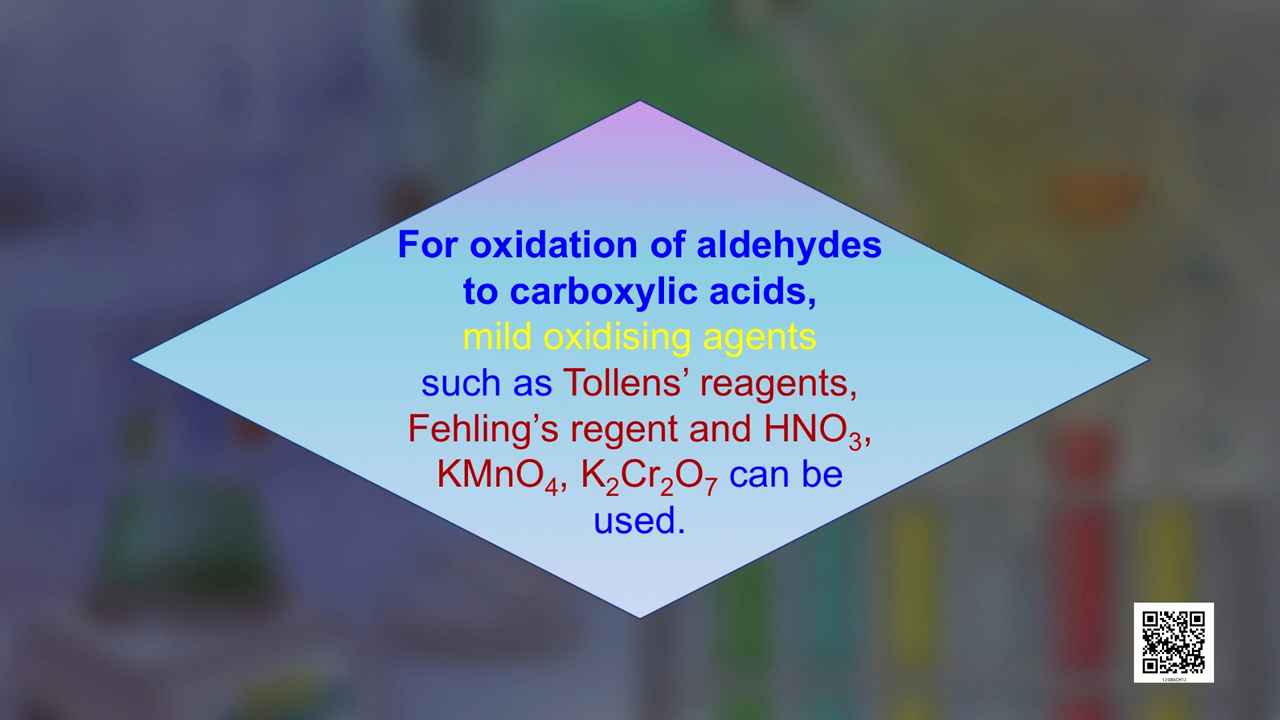 For oxidation of aldehydes
to carboxylic acids,
mild oxidising agents
such as Tollens’ reagents,
Fehling’s regent and HNO₃,
KMnO₄, K₂Cr₂O₇ can be
used.
12086CH12